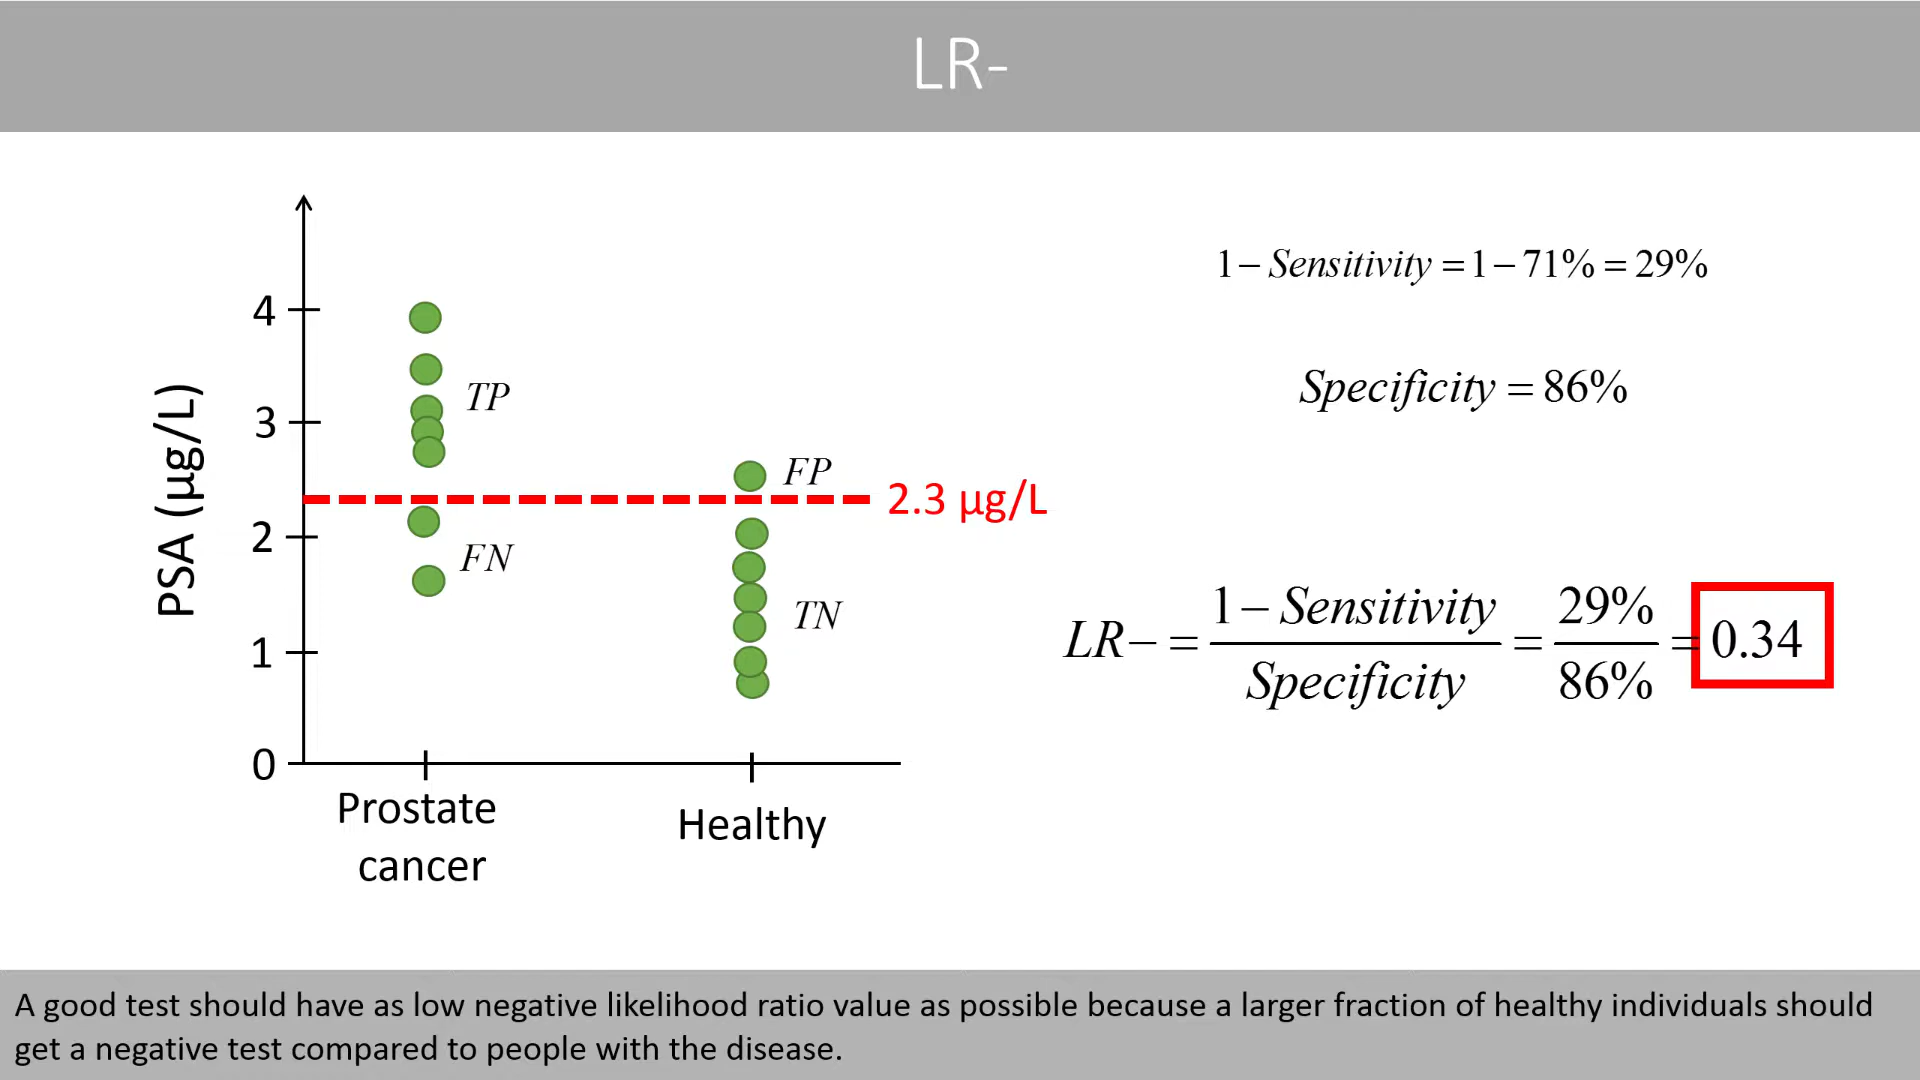 LR-
4
3
2
1
0
PSA (µg/L)
TP
FN
FP
TN
2.3 µg/L
Prostate
cancer
Healthy
1 − Sensitivity = 1 − 71% = 29%
Specificity = 86%
LR− = 1 − Sensitivity / Specificity = 29% / 86% = 0.34
A good test should have as low negative likelihood ratio value as possible because a larger fraction of healthy individuals should
get a negative test compared to people with the disease.